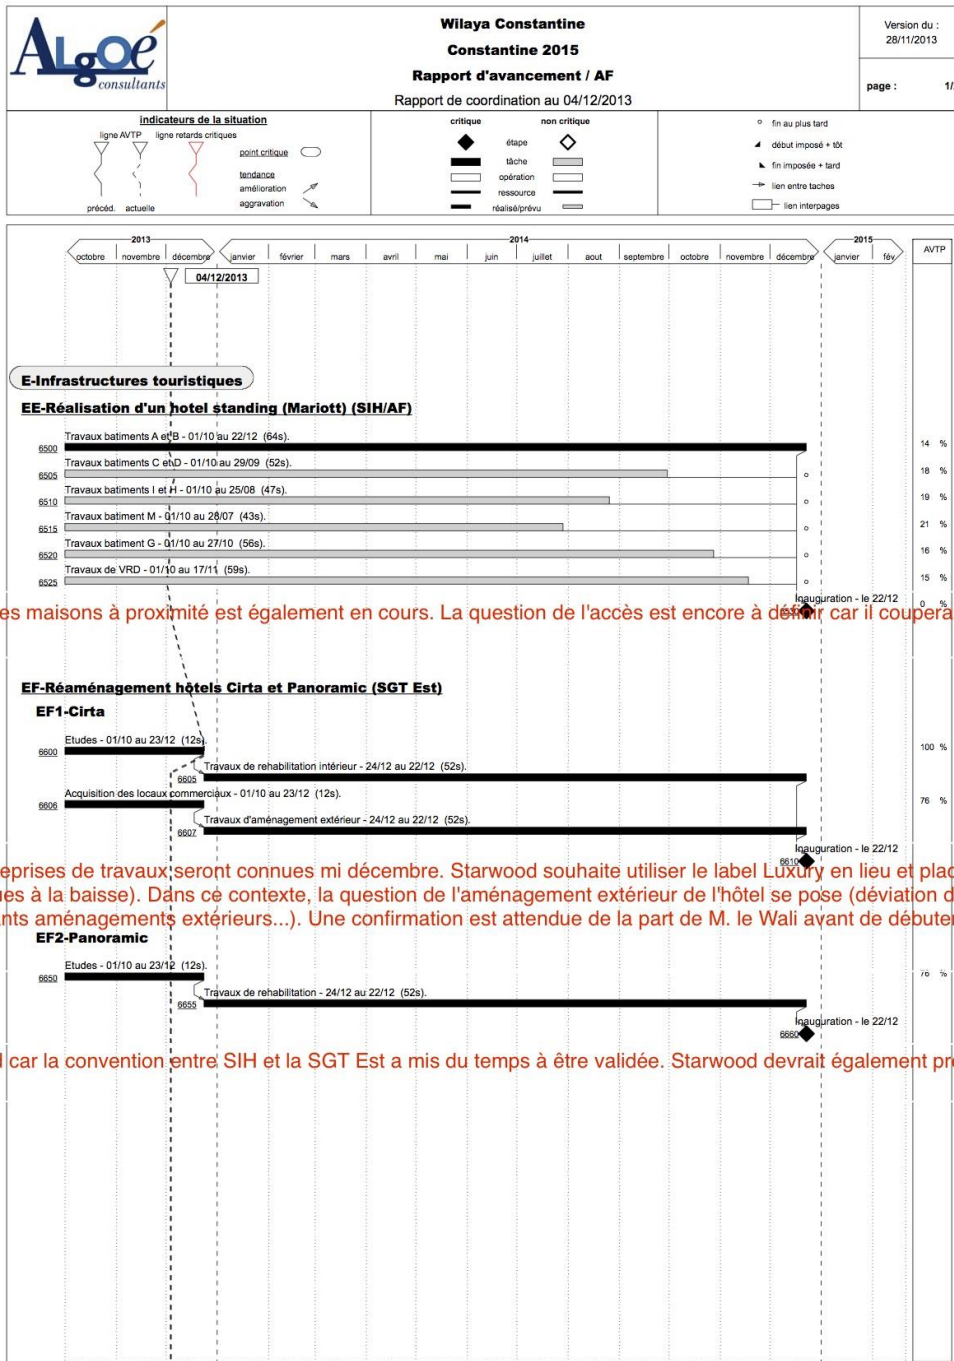 ALgoé
consultants
Wilaya Constantine
Constantine 2015
Rapport d'avancement / AF
Rapport de coordination au 04/12/2013
Version du :
28/11/2013
page : 1/
indicateurs de la situation
ligne AVTP ligne retards critiques
point critique
tendance
amélioration
aggravation
précéd. actuelle
critique non critique
étape
tâche
opération
ressource
réalisé/prévu
fin au plus tard
début imposé + tôt
fin imposée + tard
lien entre taches
lien interpages
2013 2014 2015
octobre novembre décembre janvier février mars avril mai juin juillet aout septembre octobre novembre décembre janvier fév. AVTP
04/12/2013
E-Infrastructures touristiques
EE-Réalisation d'un hotel standing (Mariott) (SIH/AF)
Travaux batiments A et B - 01/10 au 22/12 (64s).
6500 14 %
Travaux batiments C et D - 01/10 au 29/09 (52s).
6505 18 %
Travaux batiments I et H - 01/10 au 25/08 (47s).
6510 19 %
Travaux batiment M - 01/10 au 28/07 (43s).
6515 21 %
Travaux batiment G - 01/10 au 27/10 (56s).
6520 16 %
Travaux de VRD - 01/10 au 17/11 (59s).
6525 15 %
Inauguration - le 22/12
0 %
es maisons à proximité est également en cours. La question de l'accès est encore à définir car il coupera
EF-Réaménagement hôtels Cirta et Panoramic (SGT Est)
EF1-Cirta
Etudes - 01/10 au 23/12 (12s).
6600 100 %
Travaux de rehabilitation intérieur - 24/12 au 22/12 (52s).
6605
Acquisition des locaux commerciaux - 01/10 au 23/12 (12s).
6606 76 %
Travaux d'aménagement extérieur - 24/12 au 22/12 (52s).
6607
Inauguration - le 22/12
6610
eprises de travaux seront connues mi décembre. Starwood souhaite utiliser le label Luxury en lieu et plac
ues à la baisse). Dans ce contexte, la question de l'aménagement extérieur de l'hôtel se pose (déviation d
ants aménagements extérieurs...). Une confirmation est attendue de la part de M. le Wali avant de débuter
EF2-Panoramic
Etudes - 01/10 au 23/12 (12s).
6650 76 %
Travaux de rehabilitation - 24/12 au 22/12 (52s).
6655
Inauguration - le 22/12
6660
car la convention entre SIH et la SGT Est a mis du temps à être validée. Starwood devrait également pr